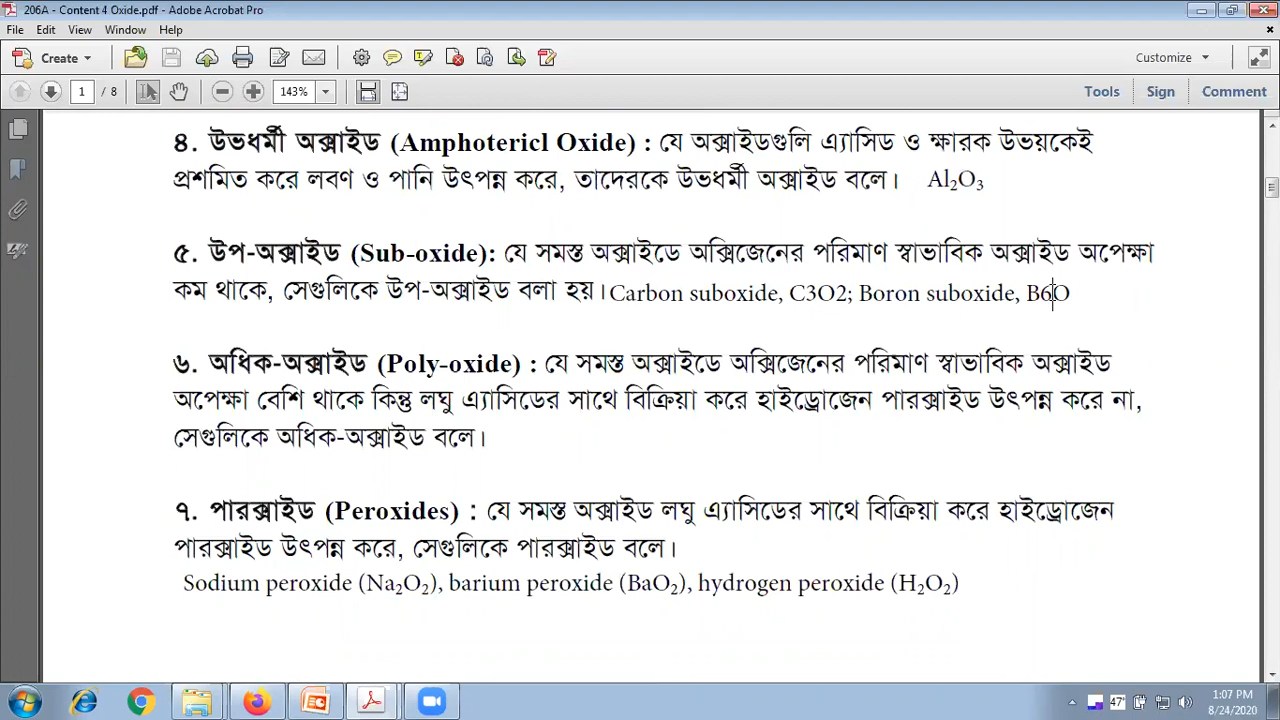 206A - Content 4 Oxide.pdf - Adobe Acrobat Pro
File Edit View Window Help
Create Customize
1 / 8 143% Tools Sign Comment
৪. উভধর্মী অক্সাইড (Amphotericl Oxide) : যে অক্সাইডগুলি এ্যাসিড ও ক্ষারক উভয়কেই
প্রশমিত করে লবণ ও পানি উৎপন্ন করে, তাদেরকে উভধর্মী অক্সাইড বলে। Al₂O₃
৫. উপ-অক্সাইড (Sub-oxide): যে সমস্ত অক্সাইডে অক্সিজেনের পরিমাণ স্বাভাবিক অক্সাইড অপেক্ষা
কম থাকে, সেগুলিকে উপ-অক্সাইড বলা হয়। Carbon suboxide, C3O2; Boron suboxide, B6O
৬. অধিক-অক্সাইড (Poly-oxide) : যে সমস্ত অক্সাইডে অক্সিজেনের পরিমাণ স্বাভাবিক অক্সাইড
অপেক্ষা বেশি থাকে কিন্তু লঘু এ্যাসিডের সাথে বিক্রিয়া করে হাইড্রোজেন পারক্সাইড উৎপন্ন করে না,
সেগুলিকে অধিক-অক্সাইড বলে।
৭. পারক্সাইড (Peroxides) : যে সমস্ত অক্সাইড লঘু এ্যাসিডের সাথে বিক্রিয়া করে হাইড্রোজেন
পারক্সাইড উৎপন্ন করে, সেগুলিকে পারক্সাইড বলে।
Sodium peroxide (Na₂O₂), barium peroxide (BaO₂), hydrogen peroxide (H₂O₂)
47°
1:07 PM
8/24/2020